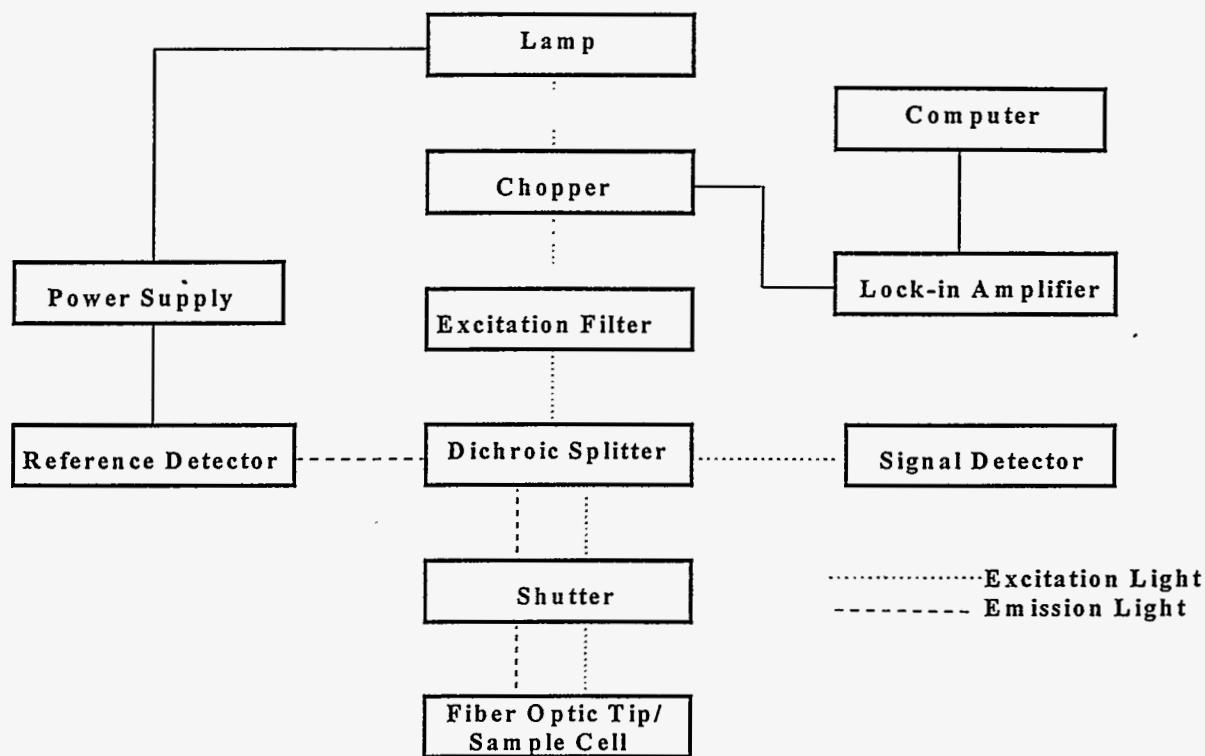 Lamp
Computer
Chopper
Power Supply
Excitation Filter
Lock-in Amplifier
Reference Detector
Dichroic Splitter
Signal Detector
Shutter
Excitation Light
Emission Light
Fiber Optic Tip/
Sample Cell